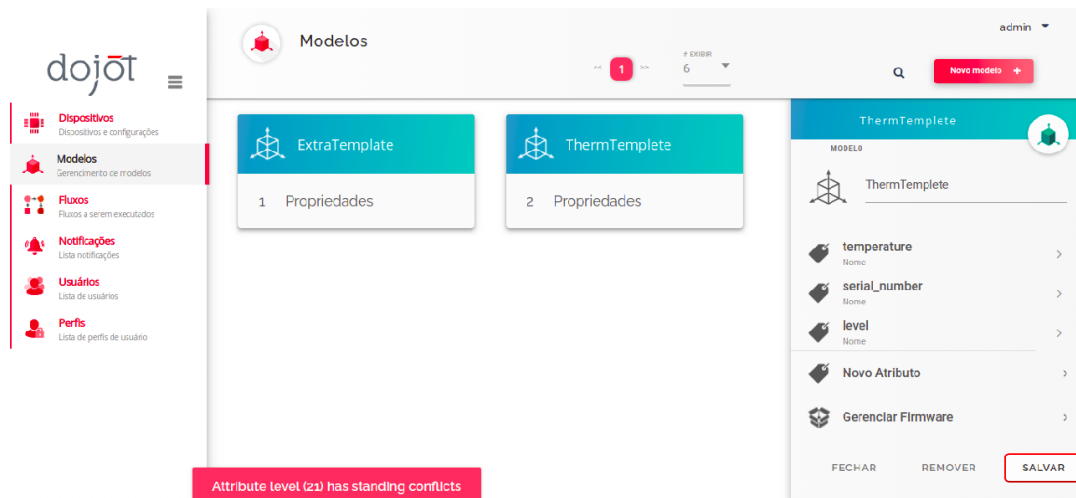 dojot
Dispositivos
Dispositivos e configurações
Modelos
Gerencimento de modelos
Fluxos
Fluxos a serem executados
Notificações
Lista notificações
Usuários
Lista de usuários
Perfis
Lista de perfis de usuário
Modelos
admin
<< 1 >>
# EXIBIR
6
Novo modelo +
ExtraTemplate
1 Propriedades
ThermTemplete
2 Propriedades
ThermTemplete
MODELO
ThermTemplete
temperature
Nome
serial_number
Nome
level
Nome
Novo Atributo
Gerenciar Firmware
FECHAR REMOVER SALVAR
Attribute level (21) has standing conflicts